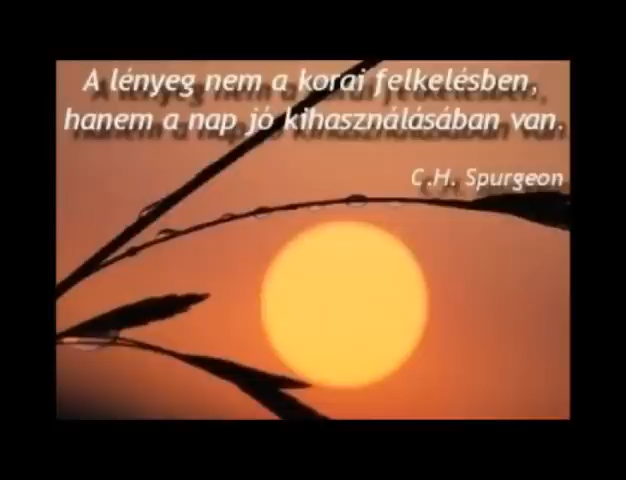 A lényeg nem a korai felkelésben,
hanem a nap jó kihasználásában van.
C.H. Spurgeon